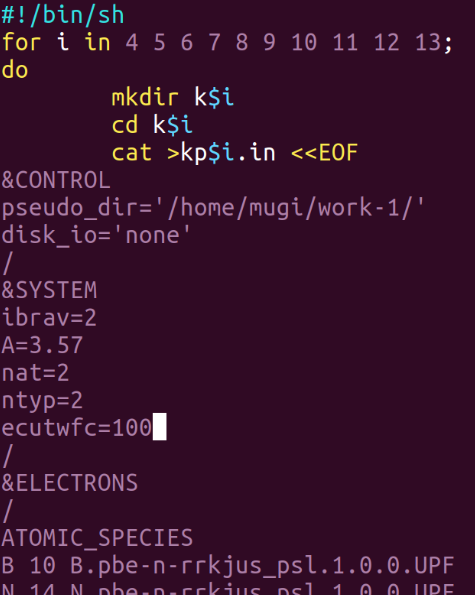 #!/bin/sh
for i in 4 5 6 7 8 9 10 11 12 13;
do
mkdir k$i
cd k$i
cat >kp$i.in <<EOF
&CONTROL
pseudo_dir='/home/mugi/work-1/'
disk_io='none'
/
&SYSTEM
ibrav=2
A=3.57
nat=2
ntyp=2
ecutwfc=100
/
&ELECTRONS
/
ATOMIC_SPECIES
B 10 B.pbe-n-rrkjus_psl.1.0.0.UPF
N 14 N.pbe-n-rrkjus_psl.1.0.0.UPF